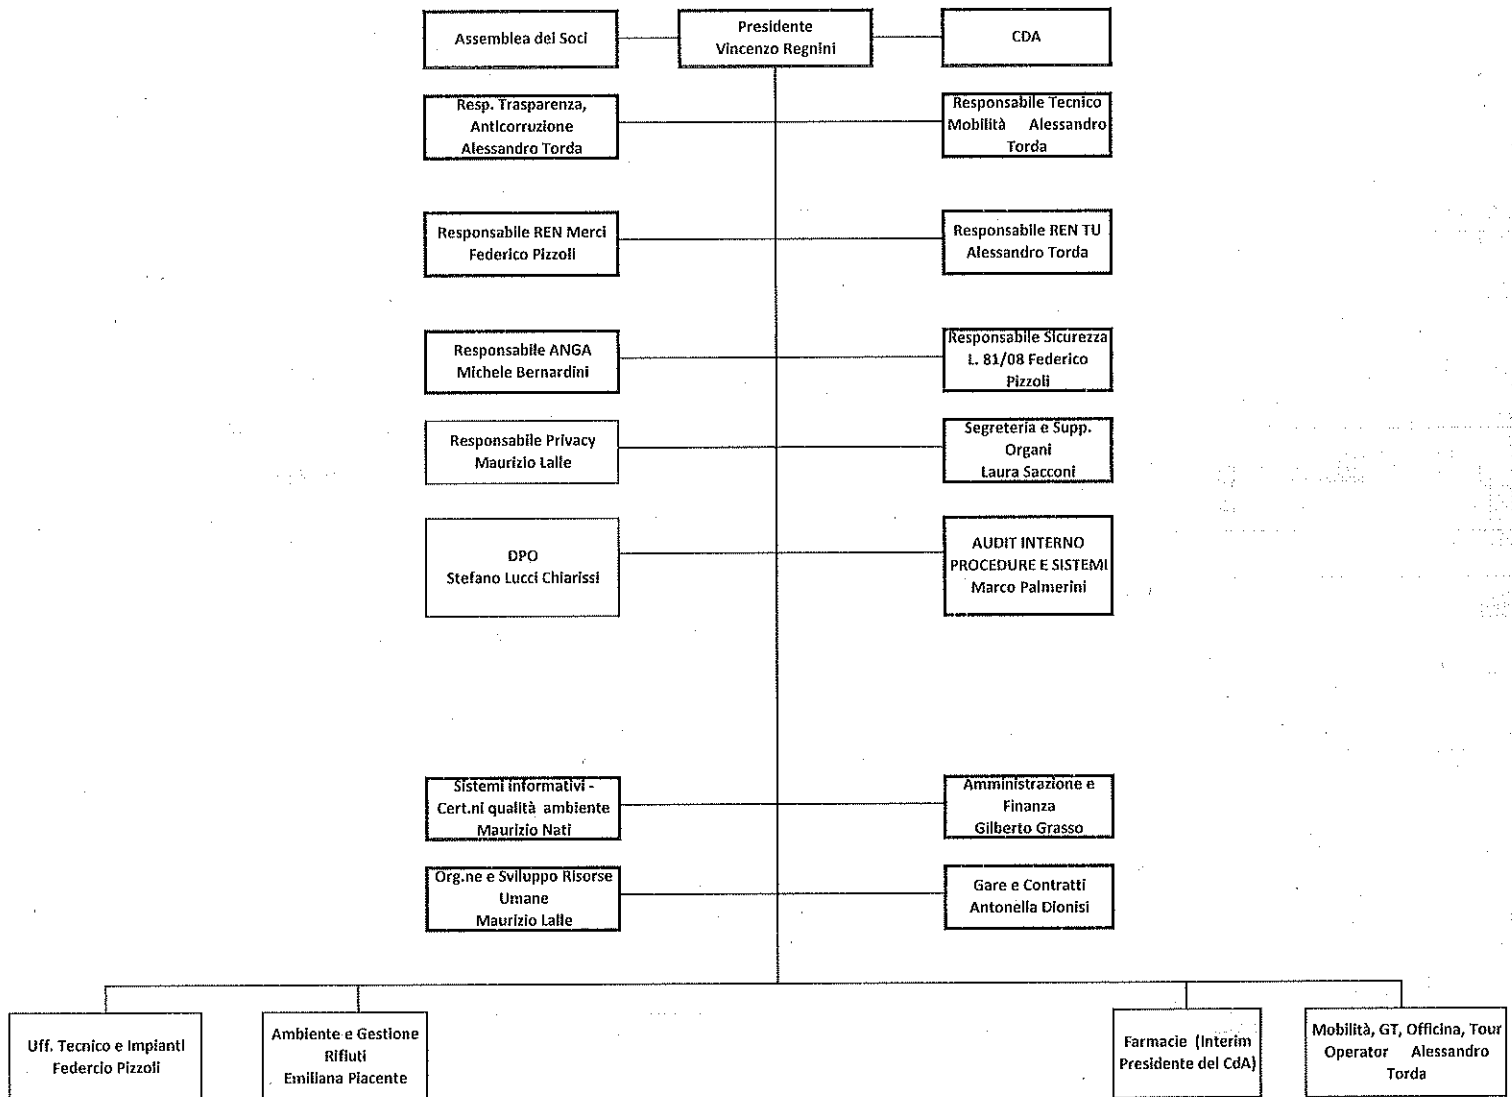 Assemblea dei Soci
Presidente
Vincenzo Regnini
CDA
Resp. Trasparenza,
Anticorruzione
Alessandro Torda
Responsabile Tecnico
Mobilità Alessandro
Torda
Responsabile REN Merci
Federico Pizzoli
Responsabile REN TU
Alessandro Torda
Responsabile ANGA
Michele Bernardini
Responsabile Sicurezza
L. 81/08 Federico
Pizzoli
Responsabile Privacy
Maurizio Lalle
Segreteria e Supp.
Organi
Laura Sacconi
DPO
Stefano Lucci Chiarissi
AUDIT INTERNO
PROCEDURE E SISTEMI
Marco Palmerini
Sistemi informativi -
Cert.ni qualità ambiente
Maurizio Nati
Amministrazione e
Finanza
Gilberto Grasso
Org.ne e Sviluppo Risorse
Umane
Maurizio Lalle
Gare e Contratti
Antonella Dionisi
Uff. Tecnico e Impianti
Federcio Pizzoli
Ambiente e Gestione
Rifiuti
Emiliana Piacente
Farmacie (Interim
Presidente del CdA)
Mobilità, GT, Officina, Tour
Operator Alessandro
Torda